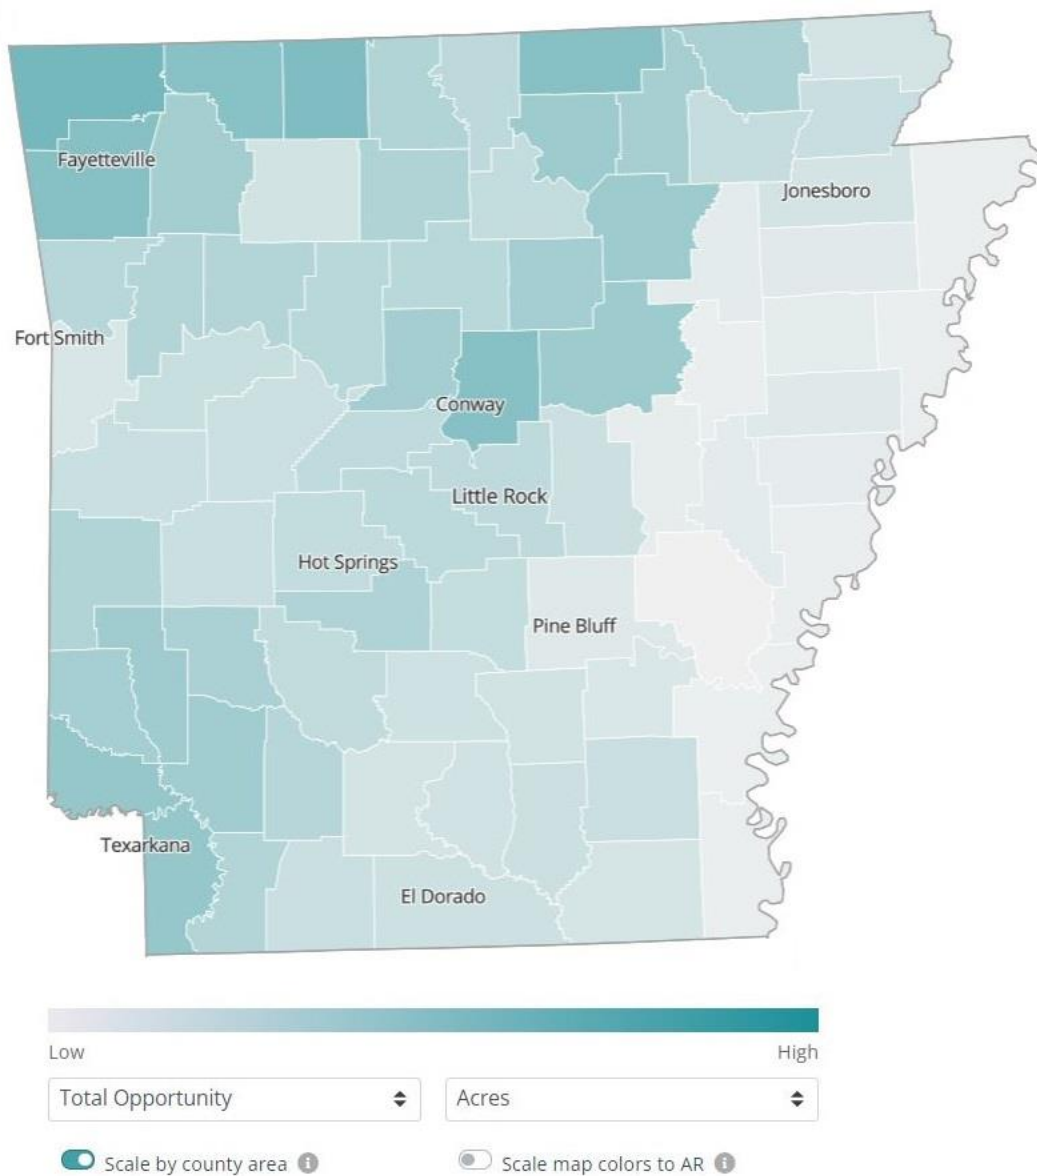 Fayetteville
Jonesboro
Fort Smith
Conway
Little Rock
Hot Springs
Pine Bluff
Texarkana
El Dorado
Low High
Total Opportunity Acres
Scale by county area i Scale map colors to AR i